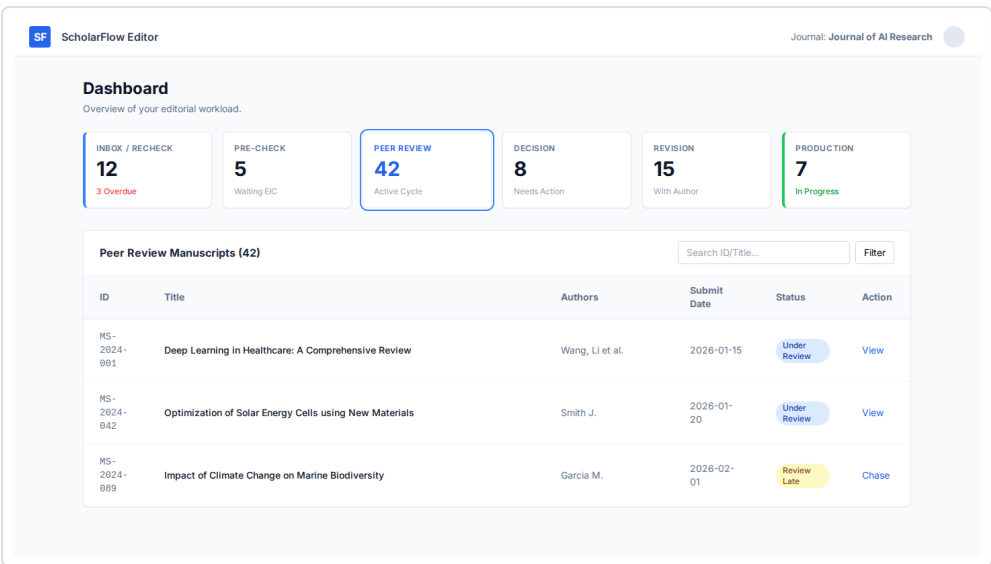 SF ScholarFlow Editor
Journal: Journal of AI Research
Dashboard
Overview of your editorial workload.
INBOX / RECHECK
12
3 Overdue
PRE-CHECK
5
Waiting EIC
PEER REVIEW
42
Active Cycle
DECISION
8
Needs Action
REVISION
15
With Author
PRODUCTION
7
In Progress
Peer Review Manuscripts (42)
Search ID/Title...
Filter
ID
Title
Authors
Submit
Date
Status
Action
MS-
2024-
001
Deep Learning in Healthcare: A Comprehensive Review
Wang, Li et al.
2026-01-15
Under
Review
View
MS-
2024-
042
Optimization of Solar Energy Cells using New Materials
Smith J.
2026-01-
20
Under
Review
View
MS-
2024-
089
Impact of Climate Change on Marine Biodiversity
Garcia M.
2026-02-
01
Review
Late
Chase